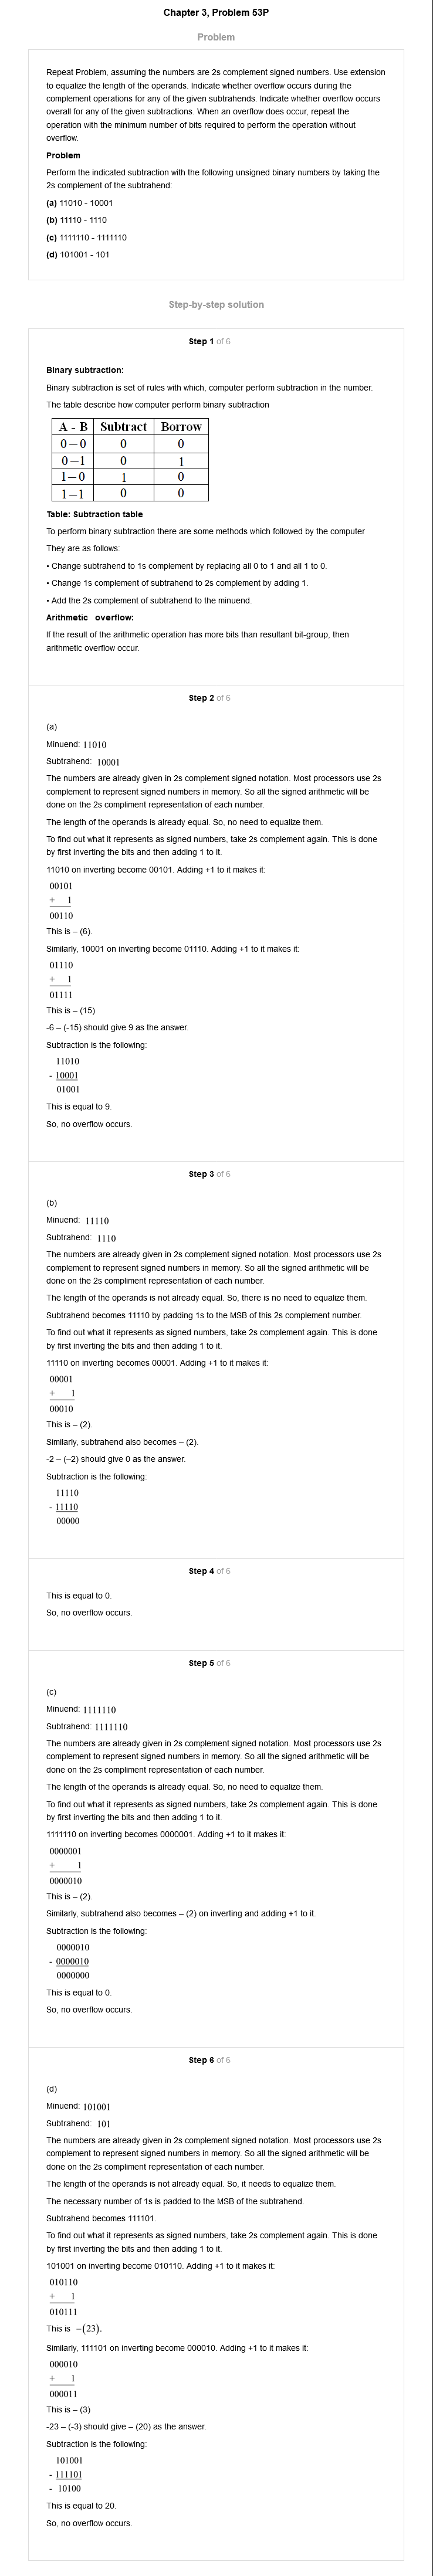 Chapter 3, Problem 53P
Problem
Repeat Problem, assuming the numbers are 2s complement signed numbers. Use extension
to equalize the length of the operands. Indicate whether overflow occurs during the
complement operations for any of the given subtrahends. Indicate whether overflow occurs
overall for any of the given subtractions. When an overflow does occur, repeat the
operation with the minimum number of bits required to perform the operation without
overflow.
Problem
Perform the indicated subtraction with the following unsigned binary numbers by taking the
2s complement of the subtrahend:
(a) 11010 - 10001
(b) 11110 - 1110
(c) 1111110 - 1111110
(d) 101001 - 101
Step-by-step solution
Step 1 of 6
Binary subtraction:
Binary subtraction is set of rules with which, computer perform subtraction in the number.
The table describe how computer perform binary subtraction
A - B Subtract Borrow
0−0 0 0
0−1 0 1
1−0 1 0
1−1 0 0
Table: Subtraction table
To perform binary subtraction there are some methods which followed by the computer
They are as follows:
• Change subtrahend to 1s complement by replacing all 0 to 1 and all 1 to 0.
• Change 1s complement of subtrahend to 2s complement by adding 1.
• Add the 2s complement of subtrahend to the minuend.
Arithmetic overflow:
If the result of the arithmetic operation has more bits than resultant bit-group, then
arithmetic overflow occur.
Step 2 of 6
(a)
Minuend: 11010
Subtrahend: 10001
The numbers are already given in 2s complement signed notation. Most processors use 2s
complement to represent signed numbers in memory. So all the signed arithmetic will be
done on the 2s compliment representation of each number.
The length of the operands is already equal. So, no need to equalize them.
To find out what it represents as signed numbers, take 2s complement again. This is done
by first inverting the bits and then adding 1 to it.
11010 on inverting become 00101. Adding +1 to it makes it:
00101
+ 1
00110
This is – (6).
Similarly, 10001 on inverting become 01110. Adding +1 to it makes it:
01110
+ 1
01111
This is – (15)
-6 – (-15) should give 9 as the answer.
Subtraction is the following:
11010
- 10001
01001
This is equal to 9.
So, no overflow occurs.
Step 3 of 6
(b)
Minuend: 11110
Subtrahend: 1110
The numbers are already given in 2s complement signed notation. Most processors use 2s
complement to represent signed numbers in memory. So all the signed arithmetic will be
done on the 2s compliment representation of each number.
The length of the operands is not already equal. So, there is no need to equalize them.
Subtrahend becomes 11110 by padding 1s to the MSB of this 2s complement number.
To find out what it represents as signed numbers, take 2s complement again. This is done
by first inverting the bits and then adding 1 to it.
11110 on inverting becomes 00001. Adding +1 to it makes it:
00001
+ 1
00010
This is – (2).
Similarly, subtrahend also becomes – (2).
-2 – (–2) should give 0 as the answer.
Subtraction is the following:
11110
- 11110
00000
Step 4 of 6
This is equal to 0.
So, no overflow occurs.
Step 5 of 6
(c)
Minuend: 1111110
Subtrahend: 1111110
The numbers are already given in 2s complement signed notation. Most processors use 2s
complement to represent signed numbers in memory. So all the signed arithmetic will be
done on the 2s compliment representation of each number.
The length of the operands is already equal. So, no need to equalize them.
To find out what it represents as signed numbers, take 2s complement again. This is done
by first inverting the bits and then adding 1 to it.
1111110 on inverting becomes 0000001. Adding +1 to it makes it:
0000001
+ 1
0000010
This is – (2).
Similarly, subtrahend also becomes – (2) on inverting and adding +1 to it.
Subtraction is the following:
0000010
- 0000010
0000000
This is equal to 0.
So, no overflow occurs.
Step 6 of 6
(d)
Minuend: 101001
Subtrahend: 101
The numbers are already given in 2s complement signed notation. Most processors use 2s
complement to represent signed numbers in memory. So all the signed arithmetic will be
done on the 2s compliment representation of each number.
The length of the operands is not already equal. So, it needs to equalize them.
The necessary number of 1s is padded to the MSB of the subtrahend.
Subtrahend becomes 111101.
To find out what it represents as signed numbers, take 2s complement again. This is done
by first inverting the bits and then adding 1 to it.
101001 on inverting become 010110. Adding +1 to it makes it:
010110
+ 1
010111
This is −(23).
Similarly, 111101 on inverting become 000010. Adding +1 to it makes it:
000010
+ 1
000011
This is – (3)
-23 – (-3) should give – (20) as the answer.
Subtraction is the following:
101001
- 111101
- 10100
This is equal to 20.
So, no overflow occurs.